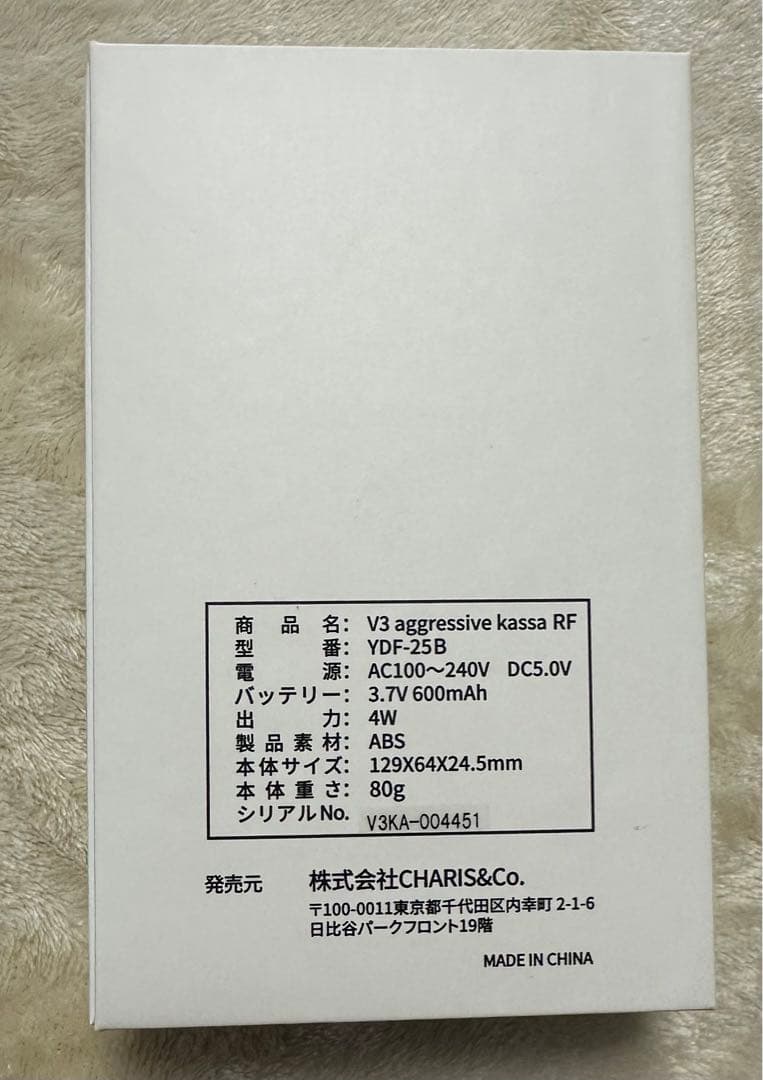 商品名: V3 aggressive kassa RF
型番: YDF-25B
電源: AC100～240V DC5.0V
バッテリー: 3.7V 600mAh
出力: 4W
製品素材: ABS
本体サイズ: 129X64X24.5mm
本体重さ: 80g
シリアルNo. V3KA-004451
発売元 株式会社CHARIS&Co.
〒100-0011東京都千代田区内幸町 2-1-6
日比谷パークフロント19階
MADE IN CHINA